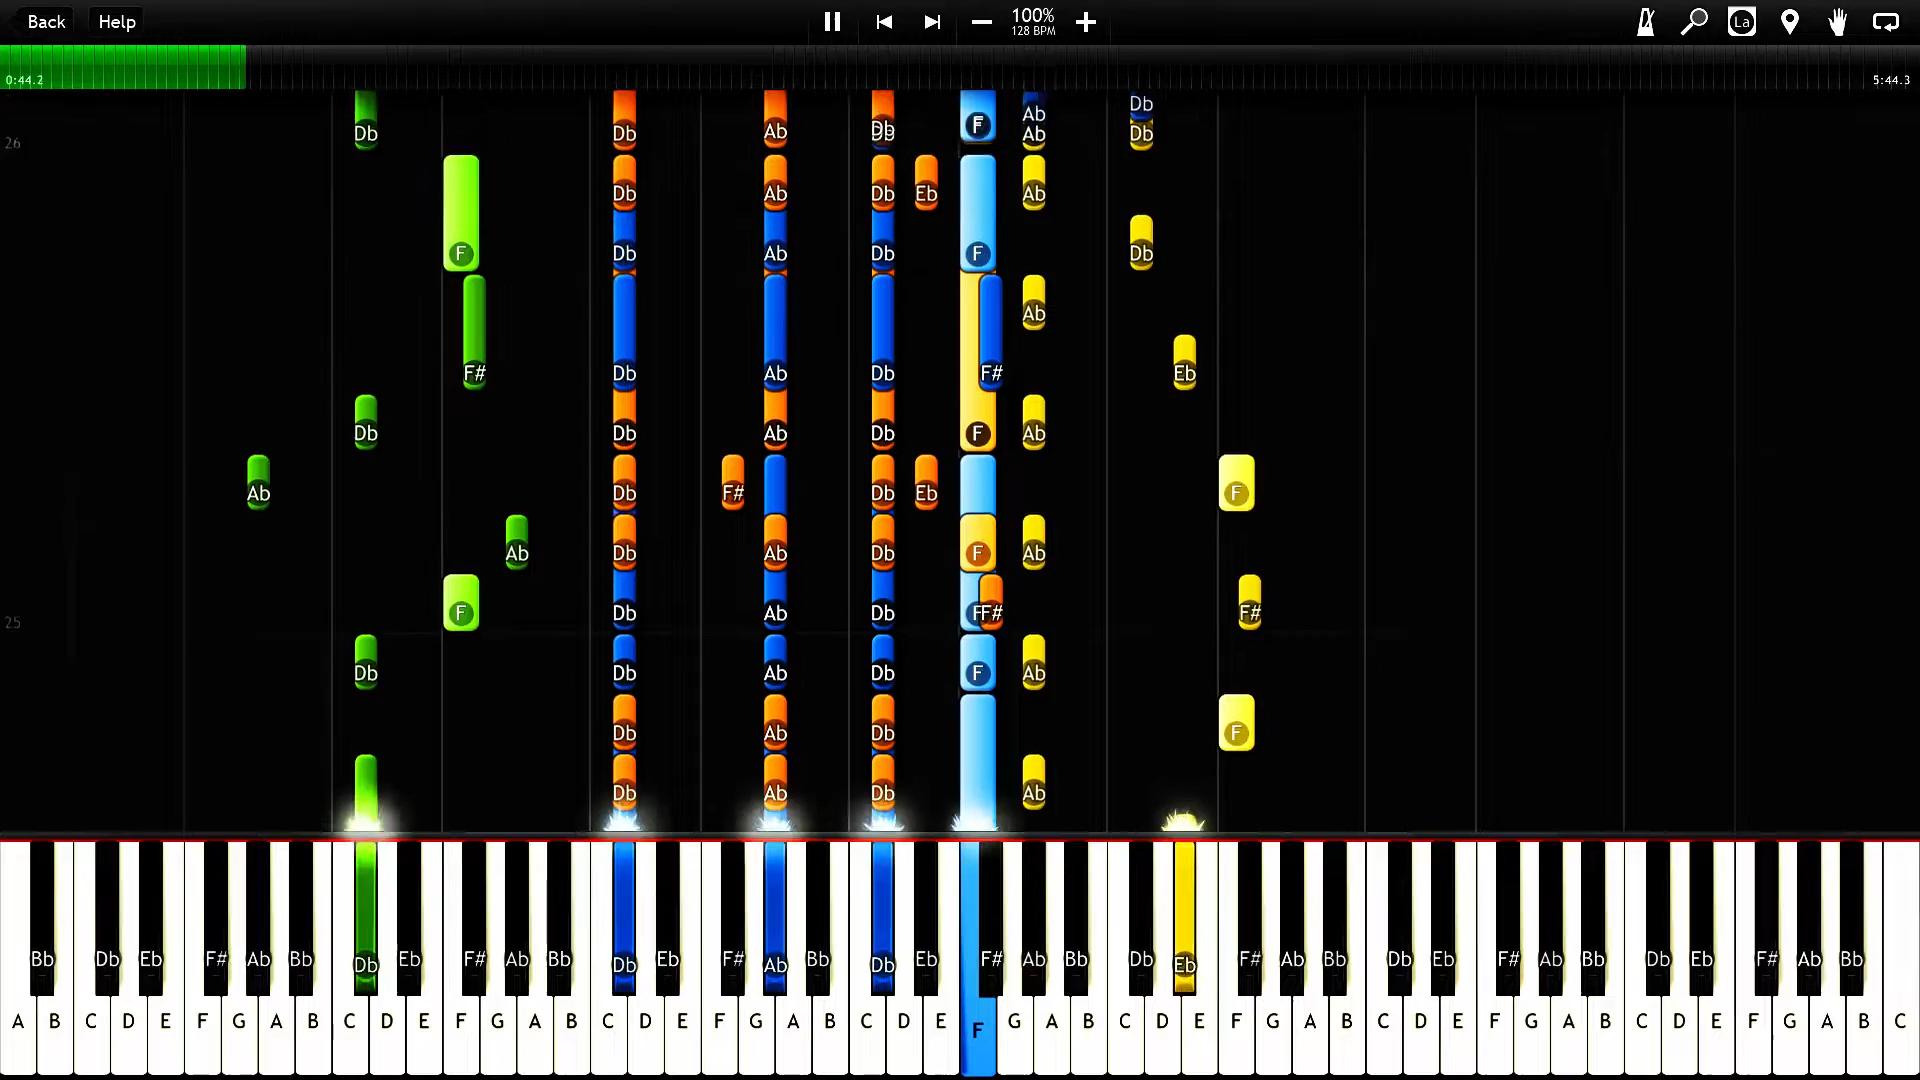 Back Help 100% La
128 BPM
0:44.2 5:44.3
Ab Db
Db Db Ab Db F Ab Db
26
Db Ab Db Eb Ab
F Db Ab Db F Db
Ab
F# Db Ab Db F# Eb
Db Db Ab Db F Ab
Ab Db F# Db Eb F
Ab Db Ab Db F Ab
F Db Ab Db F F# F#
25
Db Db Ab Db F Ab
Db Ab Db F
Db Ab Db Ab
Bb Db Eb F# Ab Bb Db Eb F# Ab Bb Db Eb F# Ab Bb Db Eb F# Ab Bb Db Eb F# Ab Bb Db Eb F# Ab Bb Db Eb F# Ab Bb
A B C D E F G A B C D E F G A B C D E F G A B C D E F G A B C D E F G A B C D E F G A B C D E F G A B C